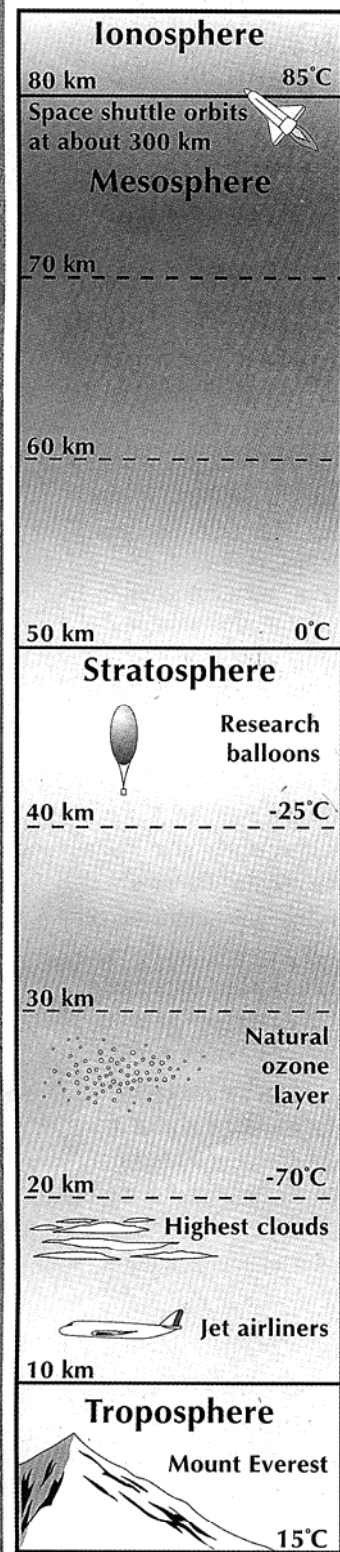 Ionosphere
80 km 85°C
Space shuttle orbits
at about 300 km
Mesosphere
70 km
60 km
50 km 0°C
Stratosphere
Research
balloons
40 km -25°C
30 km
Natural
ozone
layer
20 km -70°C
Highest clouds
Jet airliners
10 km
Troposphere
Mount Everest
15°C